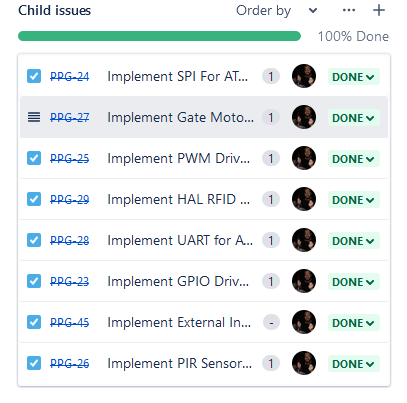 Child issues Order by
100% Done
PPG-24 Implement SPI For AT... 1 DONE
PPG-27 Implement Gate Moto... 1 DONE
PPG-25 Implement PWM Driv... 1 DONE
PPG-29 Implement HAL RFID ... 1 DONE
PPG-28 Implement UART for A... 1 DONE
PPG-23 Implement GPIO Driv... 1 DONE
PPG-45 Implement External In... - DONE
PPG-26 Implement PIR Sensor... 1 DONE